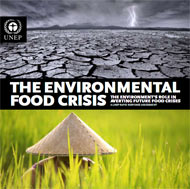 UNEP
THE ENVIRONMENTAL
FOOD CRISIS
THE ENVIRONMENT'S ROLE IN
AVERTING FUTURE FOOD CRISES